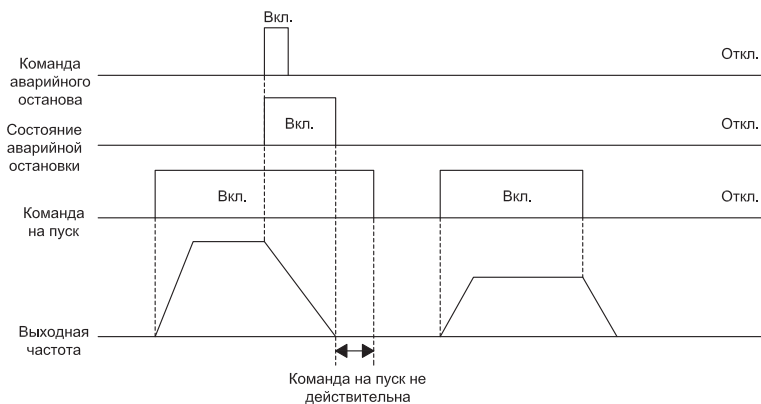 Вкл.
Команда
аварийного
останова
Откл.
Состояние
аварийной
остановки
Вкл.
Откл.
Команда
на пуск
Вкл.
Вкл.
Откл.
Выходная
частота
Команда на пуск не
действительна